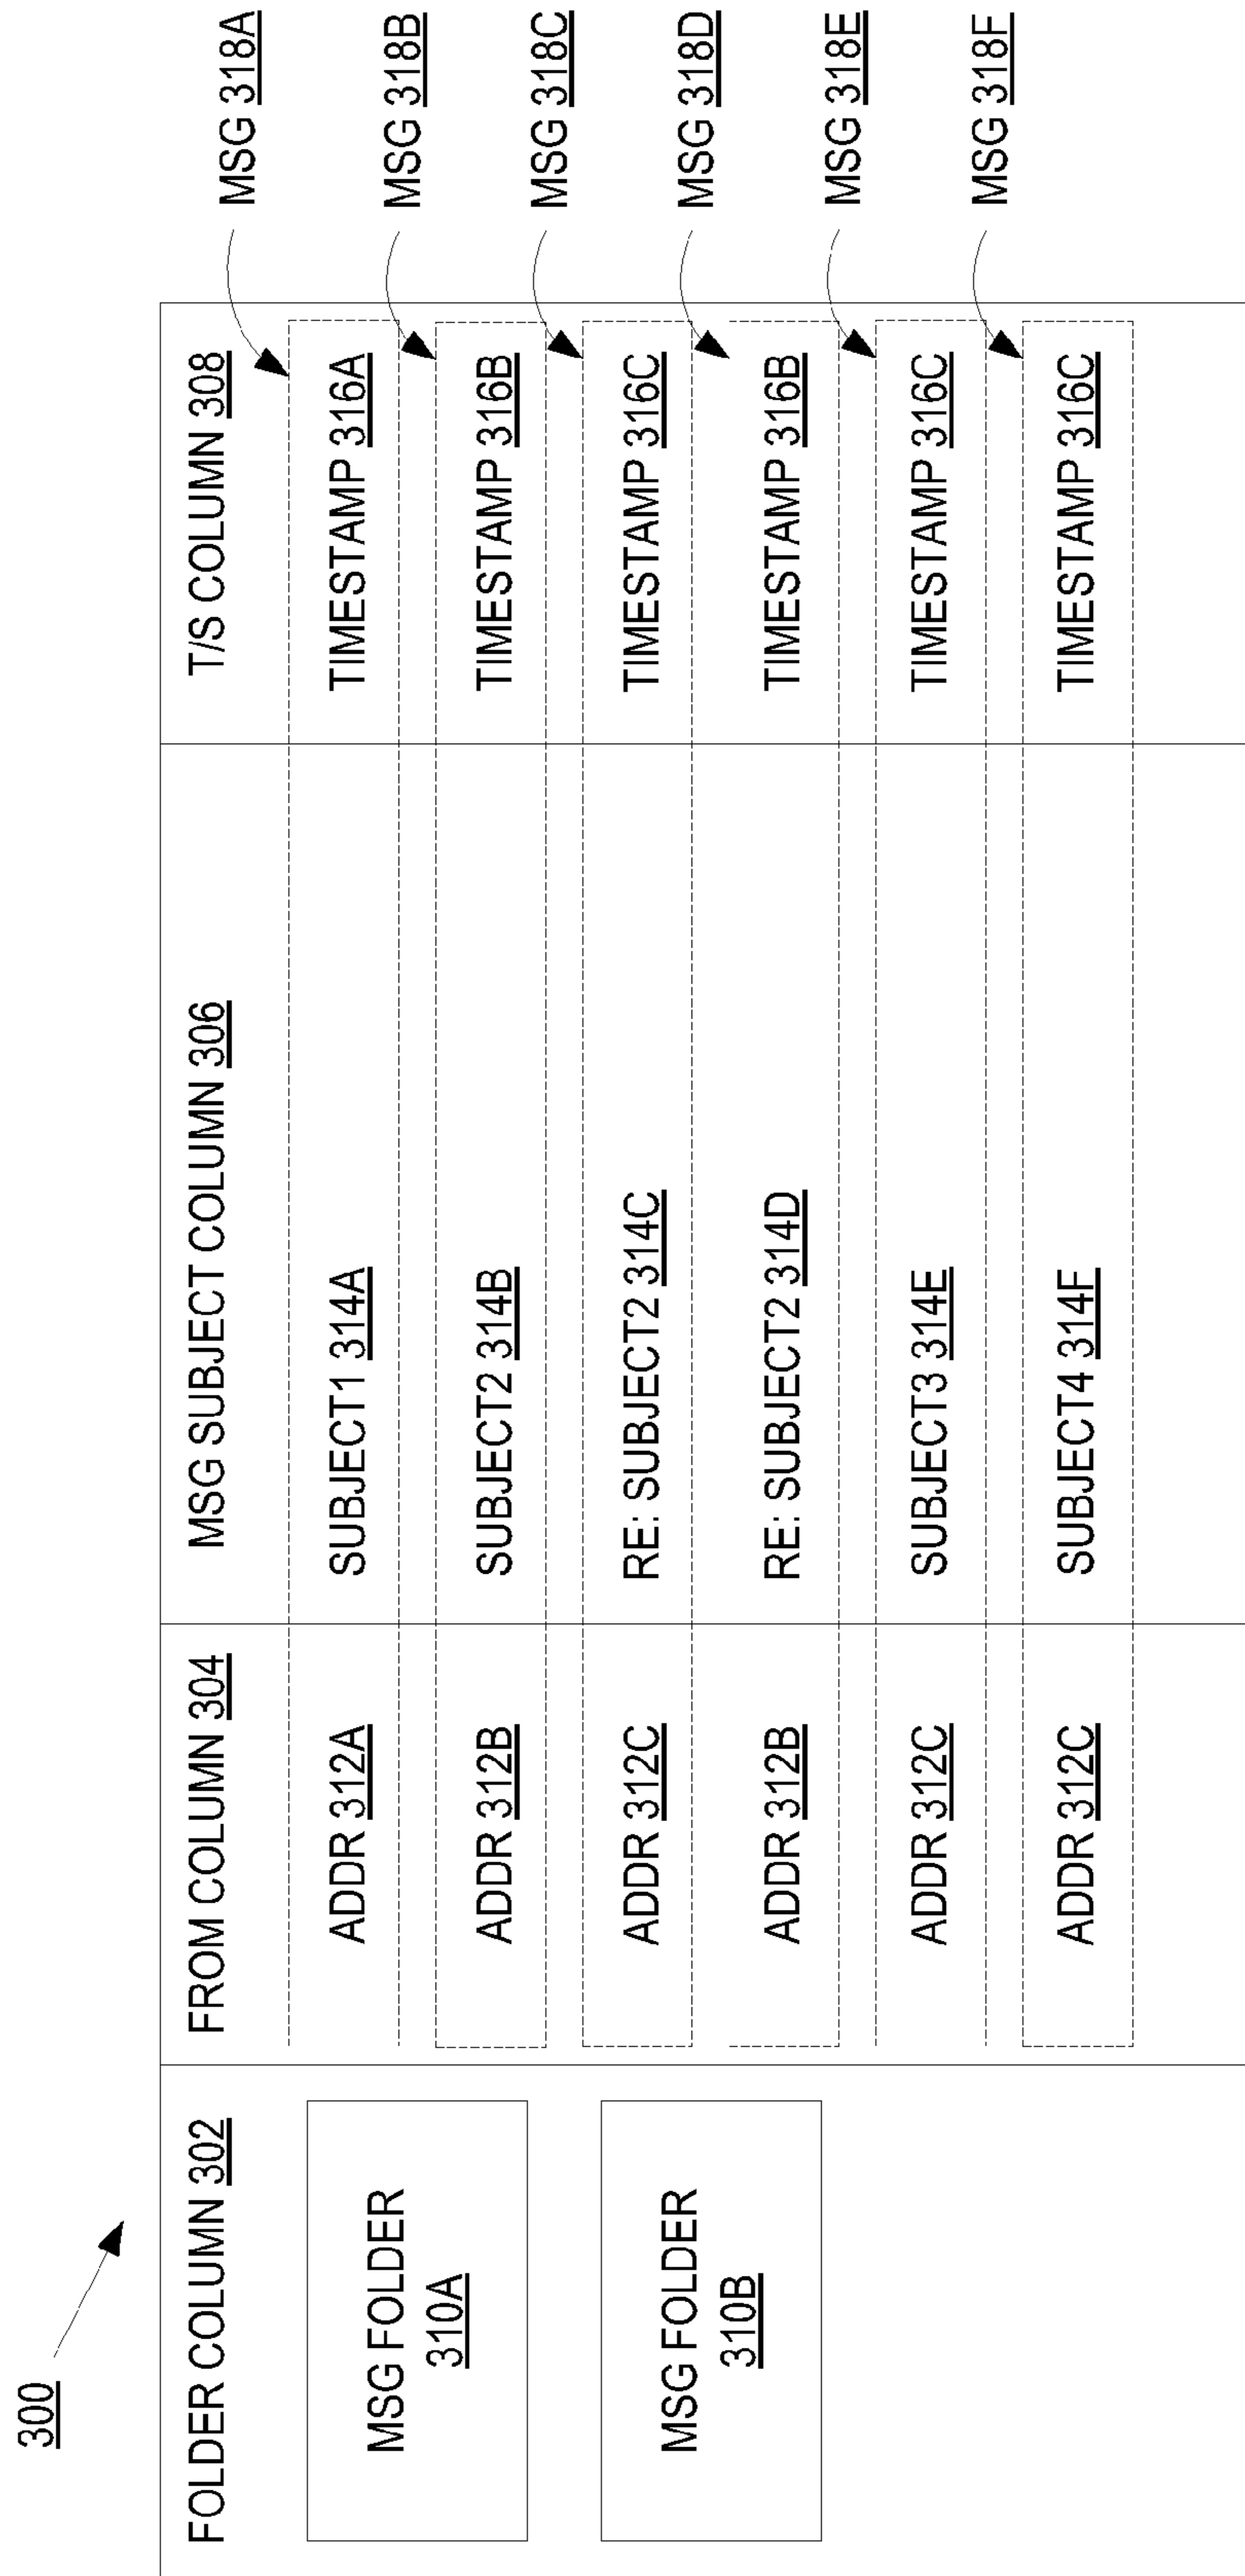 300
FOLDER COLUMN 302
FROM COLUMN 304
MSG SUBJECT COLUMN 306
T/S COLUMN 308
MSG FOLDER
310A
MSG FOLDER
310B
ADDR 312A
SUBJECT1 314A
TIMESTAMP 316A
MSG 318A
ADDR 312B
SUBJECT2 314B
TIMESTAMP 316B
MSG 318B
ADDR 312C
RE: SUBJECT2 314C
TIMESTAMP 316C
MSG 318C
ADDR 312B
RE: SUBJECT2 314D
TIMESTAMP 316B
MSG 318D
ADDR 312C
SUBJECT3 314E
TIMESTAMP 316C
MSG 318E
ADDR 312C
SUBJECT4 314F
TIMESTAMP 316C
MSG 318F